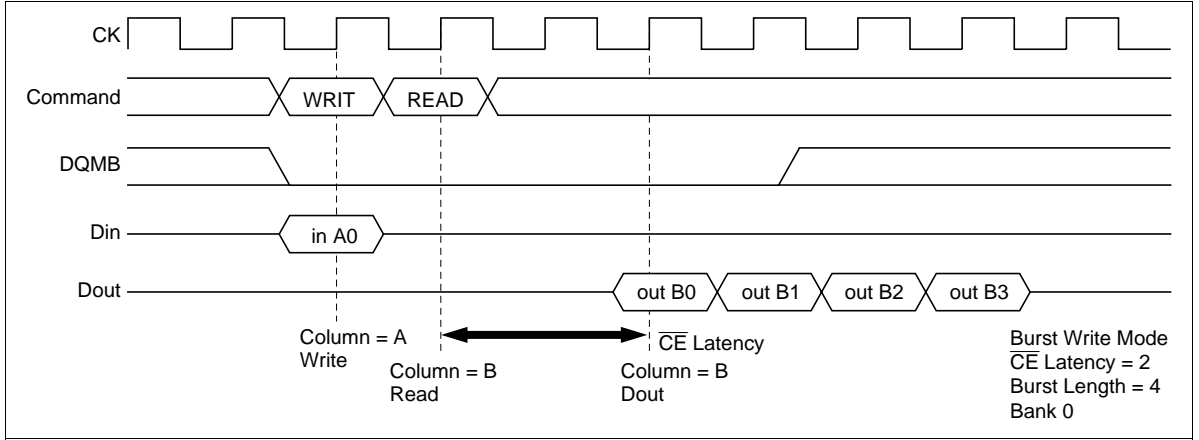 CK
Command
WRIT
READ
DQMB
Din
in A0
Dout
out B0
out B1
out B2
out B3
Column = A
Write
Column = B
Read
CE Latency
Column = B
Dout
Burst Write Mode
CE Latency = 2
Burst Length = 4
Bank 0